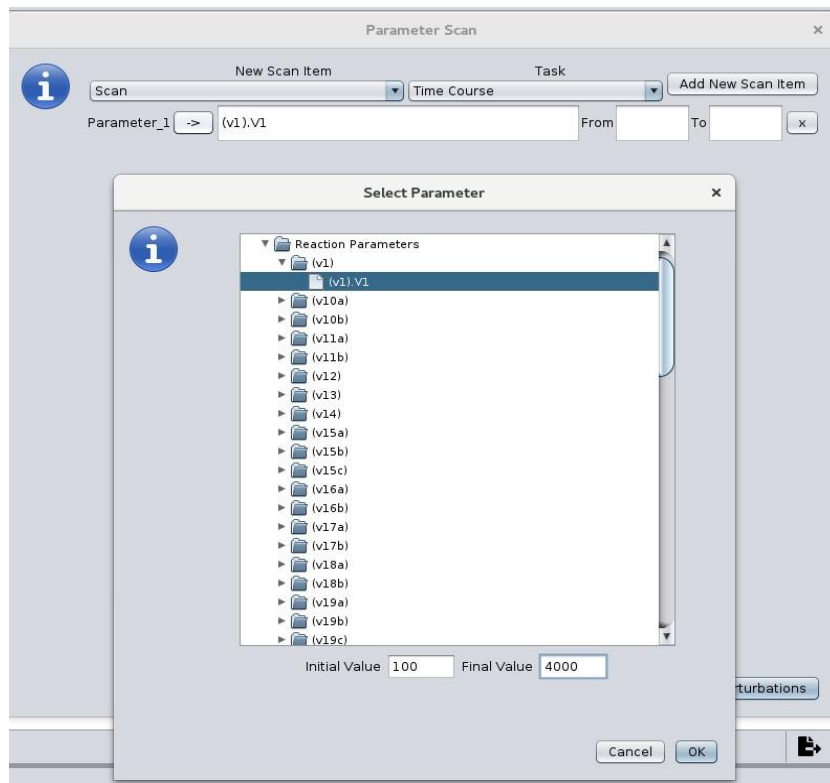 Parameter Scan ×
New Scan Item Task
Scan Time Course Add New Scan Item
Parameter_1 -> (v1).V1 From To x
Select Parameter ×
Reaction Parameters
(v1)
(v1).V1
(v10a)
(v10b)
(v11a)
(v11b)
(v12)
(v13)
(v14)
(v15a)
(v15b)
(v15c)
(v16a)
(v16b)
(v17a)
(v17b)
(v18a)
(v18b)
(v19a)
(v19b)
(v19c)
Initial Value 100 Final Value 4000
rturbations
Cancel OK